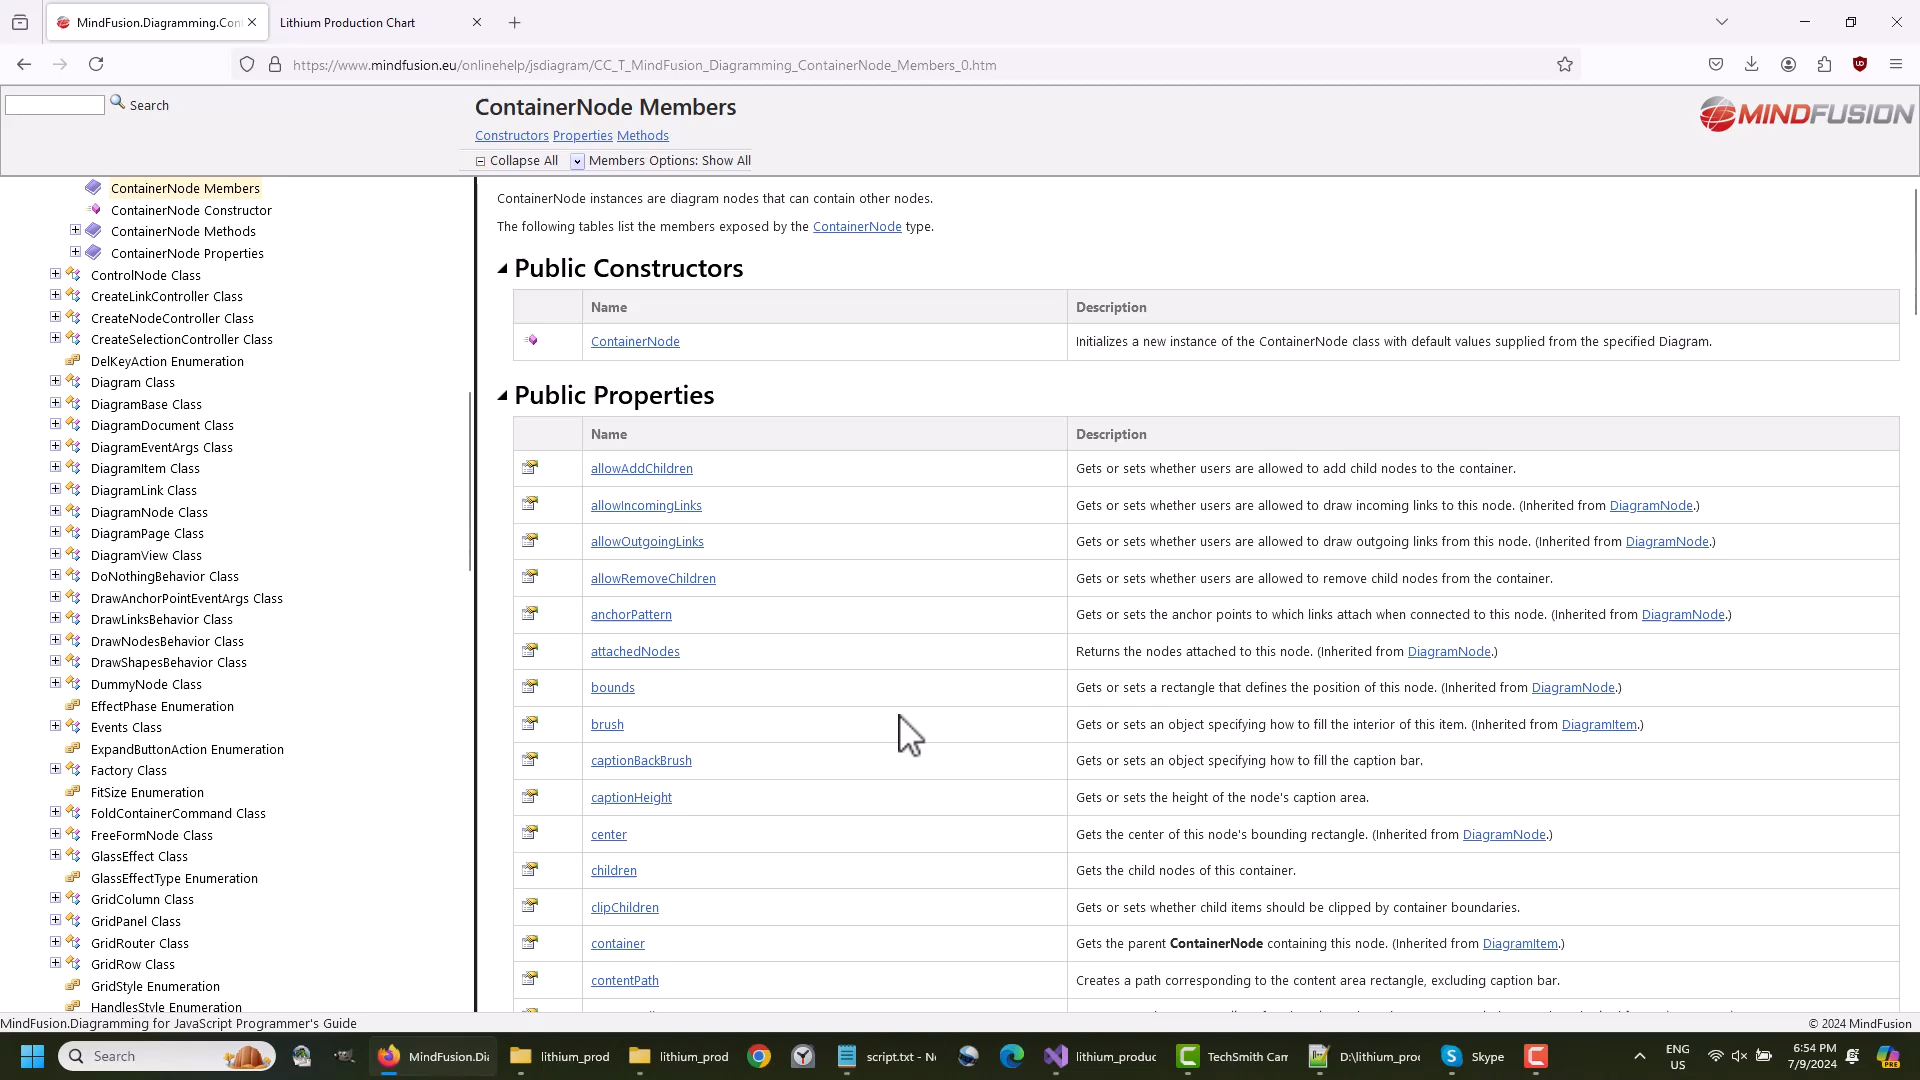 MindFusion.Diagramming.Con
Lithium Production Chart
https://www.mindfusion.eu/onlinehelp/jsdiagram/CC_T_MindFusion_Diagramming_ContainerNode_Members_0.htm
Search
ContainerNode Members
Constructors Properties Methods
Collapse All Members Options: Show All
MINDFUSION
ContainerNode Members
ContainerNode Constructor
ContainerNode Methods
ContainerNode Properties
ControlNode Class
CreateLinkController Class
CreateNodeController Class
CreateSelectionController Class
DelKeyAction Enumeration
Diagram Class
DiagramBase Class
DiagramDocument Class
DiagramEventArgs Class
DiagramItem Class
DiagramLink Class
DiagramNode Class
DiagramPage Class
DiagramView Class
DoNothingBehavior Class
DrawAnchorPointEventArgs Class
DrawLinksBehavior Class
DrawNodesBehavior Class
DrawShapesBehavior Class
DummyNode Class
EffectPhase Enumeration
Events Class
ExpandButtonAction Enumeration
Factory Class
FitSize Enumeration
FoldContainerCommand Class
FreeFormNode Class
GlassEffect Class
GlassEffectType Enumeration
GridColumn Class
GridPanel Class
GridRouter Class
GridRow Class
GridStyle Enumeration
HandlesStyle Enumeration
ContainerNode instances are diagram nodes that can contain other nodes.
The following tables list the members exposed by the ContainerNode type.
Public Constructors
Name Description
ContainerNode Initializes a new instance of the ContainerNode class with default values supplied from the specified Diagram.
Public Properties
Name Description
allowAddChildren Gets or sets whether users are allowed to add child nodes to the container.
allowIncomingLinks Gets or sets whether users are allowed to draw incoming links to this node. (Inherited from DiagramNode.)
allowOutgoingLinks Gets or sets whether users are allowed to draw outgoing links from this node. (Inherited from DiagramNode.)
allowRemoveChildren Gets or sets whether users are allowed to remove child nodes from the container.
anchorPattern Gets or sets the anchor points to which links attach when connected to this node. (Inherited from DiagramNode.)
attachedNodes Returns the nodes attached to this node. (Inherited from DiagramNode.)
bounds Gets or sets a rectangle that defines the position of this node. (Inherited from DiagramNode.)
brush Gets or sets an object specifying how to fill the interior of this item. (Inherited from DiagramItem.)
captionBackBrush Gets or sets an object specifying how to fill the caption bar.
captionHeight Gets or sets the height of the node's caption area.
center Gets the center of this node's bounding rectangle. (Inherited from DiagramNode.)
children Gets the child nodes of this container.
clipChildren Gets or sets whether child items should be clipped by container boundaries.
container Gets the parent ContainerNode containing this node. (Inherited from DiagramItem.)
contentPath Creates a path corresponding to the content area rectangle, excluding caption bar.
MindFusion.Diagramming for JavaScript Programmer's Guide
© 2024 MindFusion
Search
MindFusion.Dia
lithium_prod
lithium_prod
script.txt - No
lithium_produc
TechSmith Cam
D:\lithium_proc
Skype
ENG
US
6:54 PM
7/9/2024